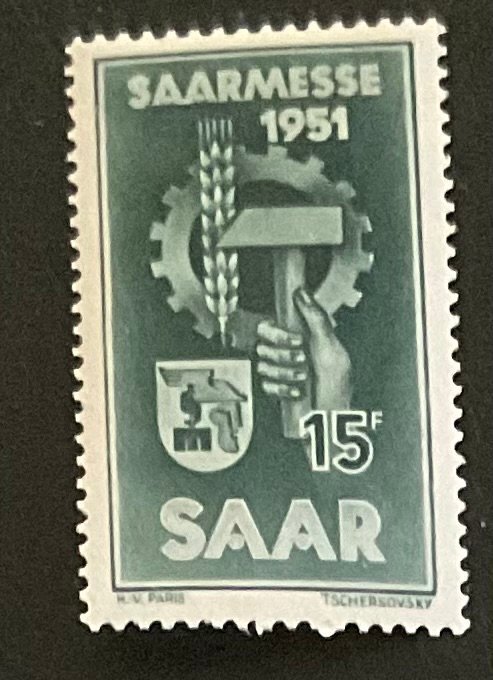 SAARMESSE
1951
15F
SAAR
H.V. PARIS TSCHERSOVSKY